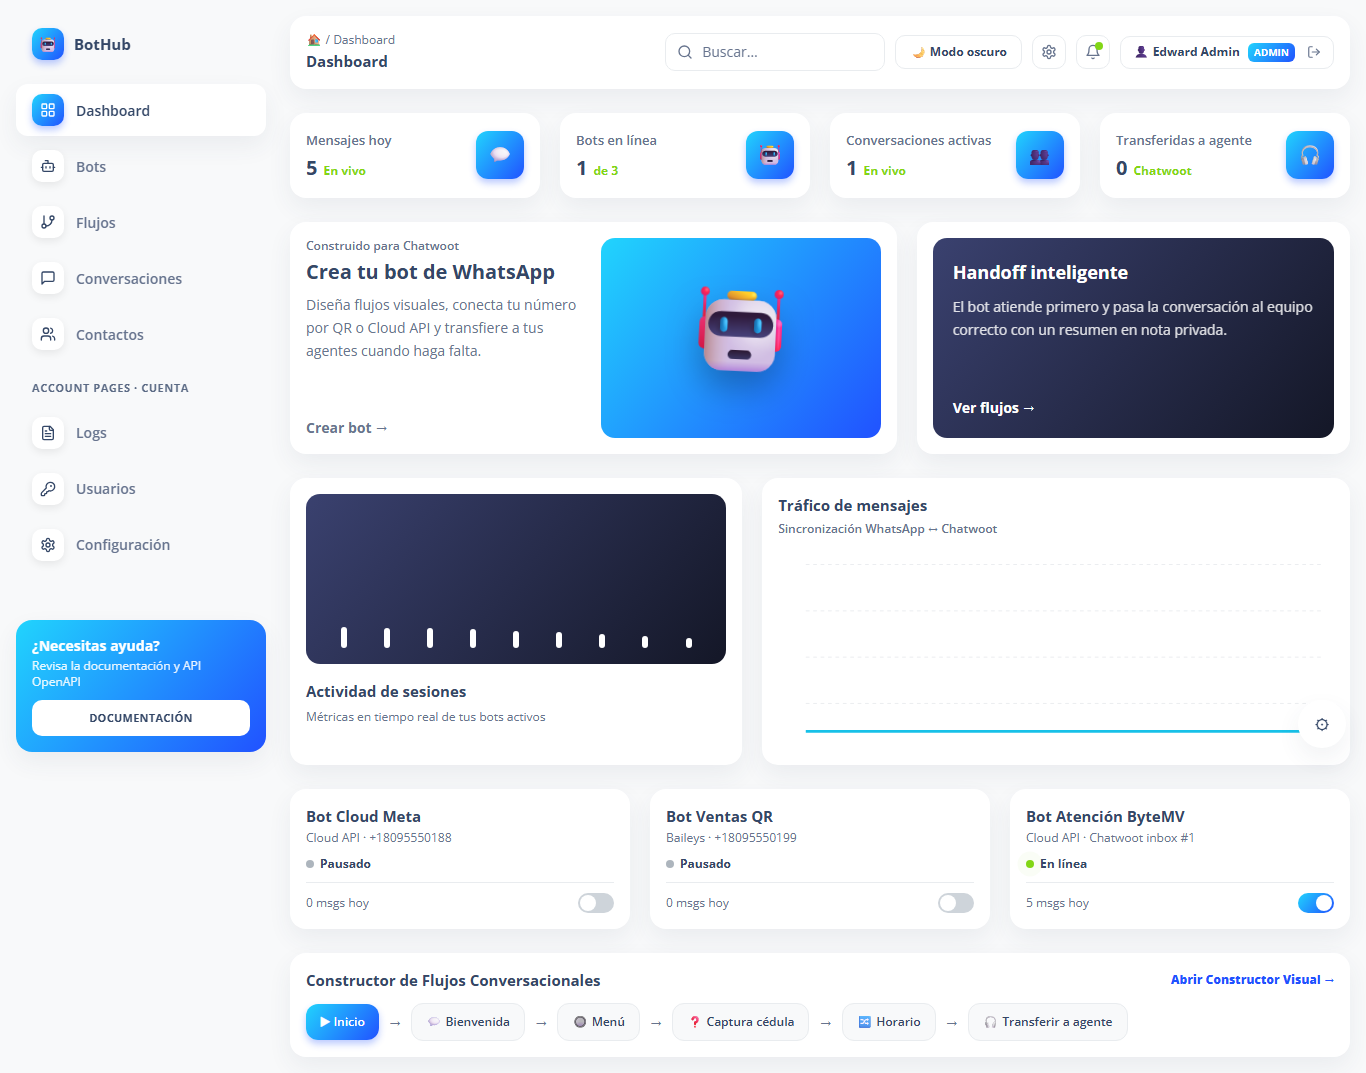 BotHub
Dashboard
Bots
Flujos
Conversaciones
Contactos
ACCOUNT PAGES · CUENTA
Logs
Usuarios
Configuración
¿Necesitas ayuda?
Revisa la documentación y API
OpenAPI
DOCUMENTACIÓN
/ Dashboard
Dashboard
Buscar...
Modo oscuro
Edward Admin ADMIN
Mensajes hoy
5 En vivo
Bots en línea
1 de 3
Conversaciones activas
1 En vivo
Transferidas a agente
0 Chatwoot
Construido para Chatwoot
Crea tu bot de WhatsApp
Diseña flujos visuales, conecta tu número
por QR o Cloud API y transfiere a tus
agentes cuando haga falta.
Crear bot →
Handoff inteligente
El bot atiende primero y pasa la conversación al equipo
correcto con un resumen en nota privada.
Ver flujos →
Actividad de sesiones
Métricas en tiempo real de tus bots activos
Tráfico de mensajes
Sincronización WhatsApp ↔ Chatwoot
Bot Cloud Meta
Cloud API · +18095550188
Pausado
0 msgs hoy
Bot Ventas QR
Baileys · +18095550199
Pausado
0 msgs hoy
Bot Atención ByteMV
Cloud API · Chatwoot inbox #1
En línea
5 msgs hoy
Constructor de Flujos Conversacionales
Abrir Constructor Visual →
▶ Inicio → Bienvenida → Menú → ❓ Captura cédula → Horario → Transferir a agente